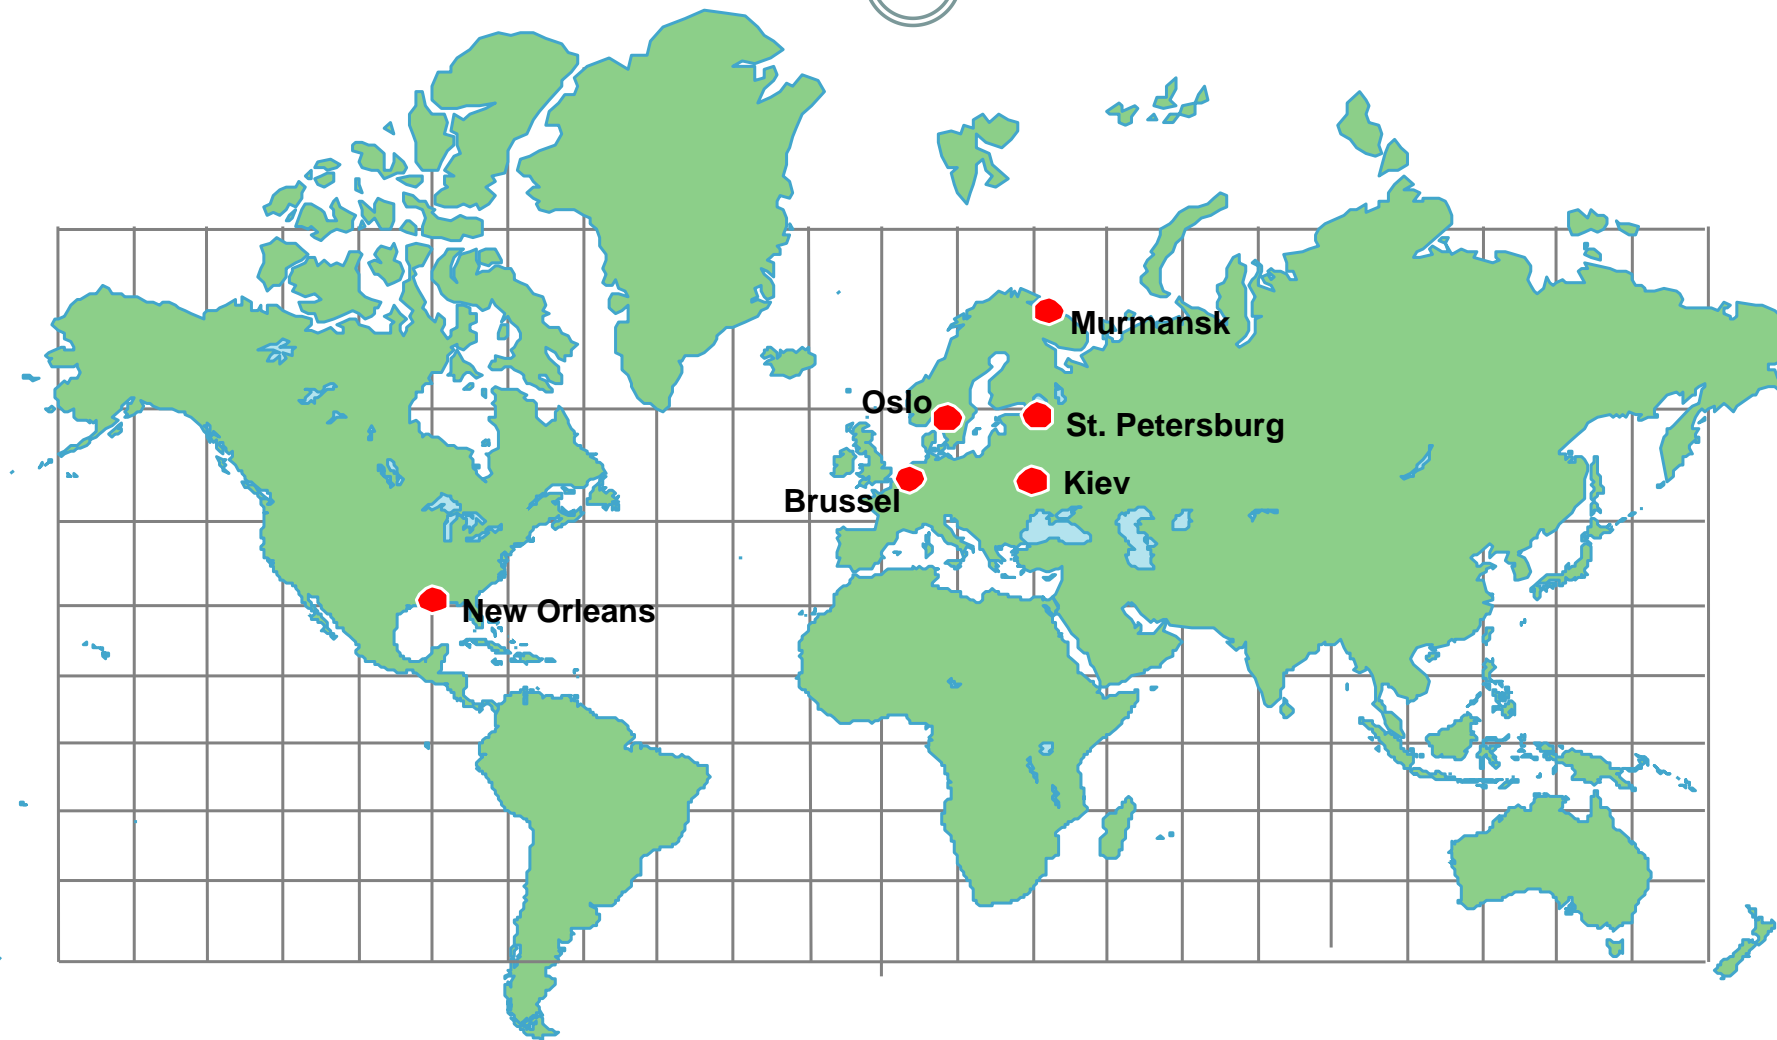 Murmansk
Oslo
St. Petersburg
Kiev
Brussel
New Orleans